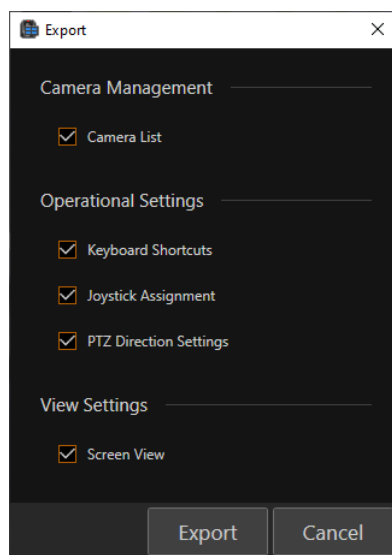 Export
Camera Management
Camera List
Operational Settings
Keyboard Shortcuts
Joystick Assignment
PTZ Direction Settings
View Settings
Screen View
Export Cancel